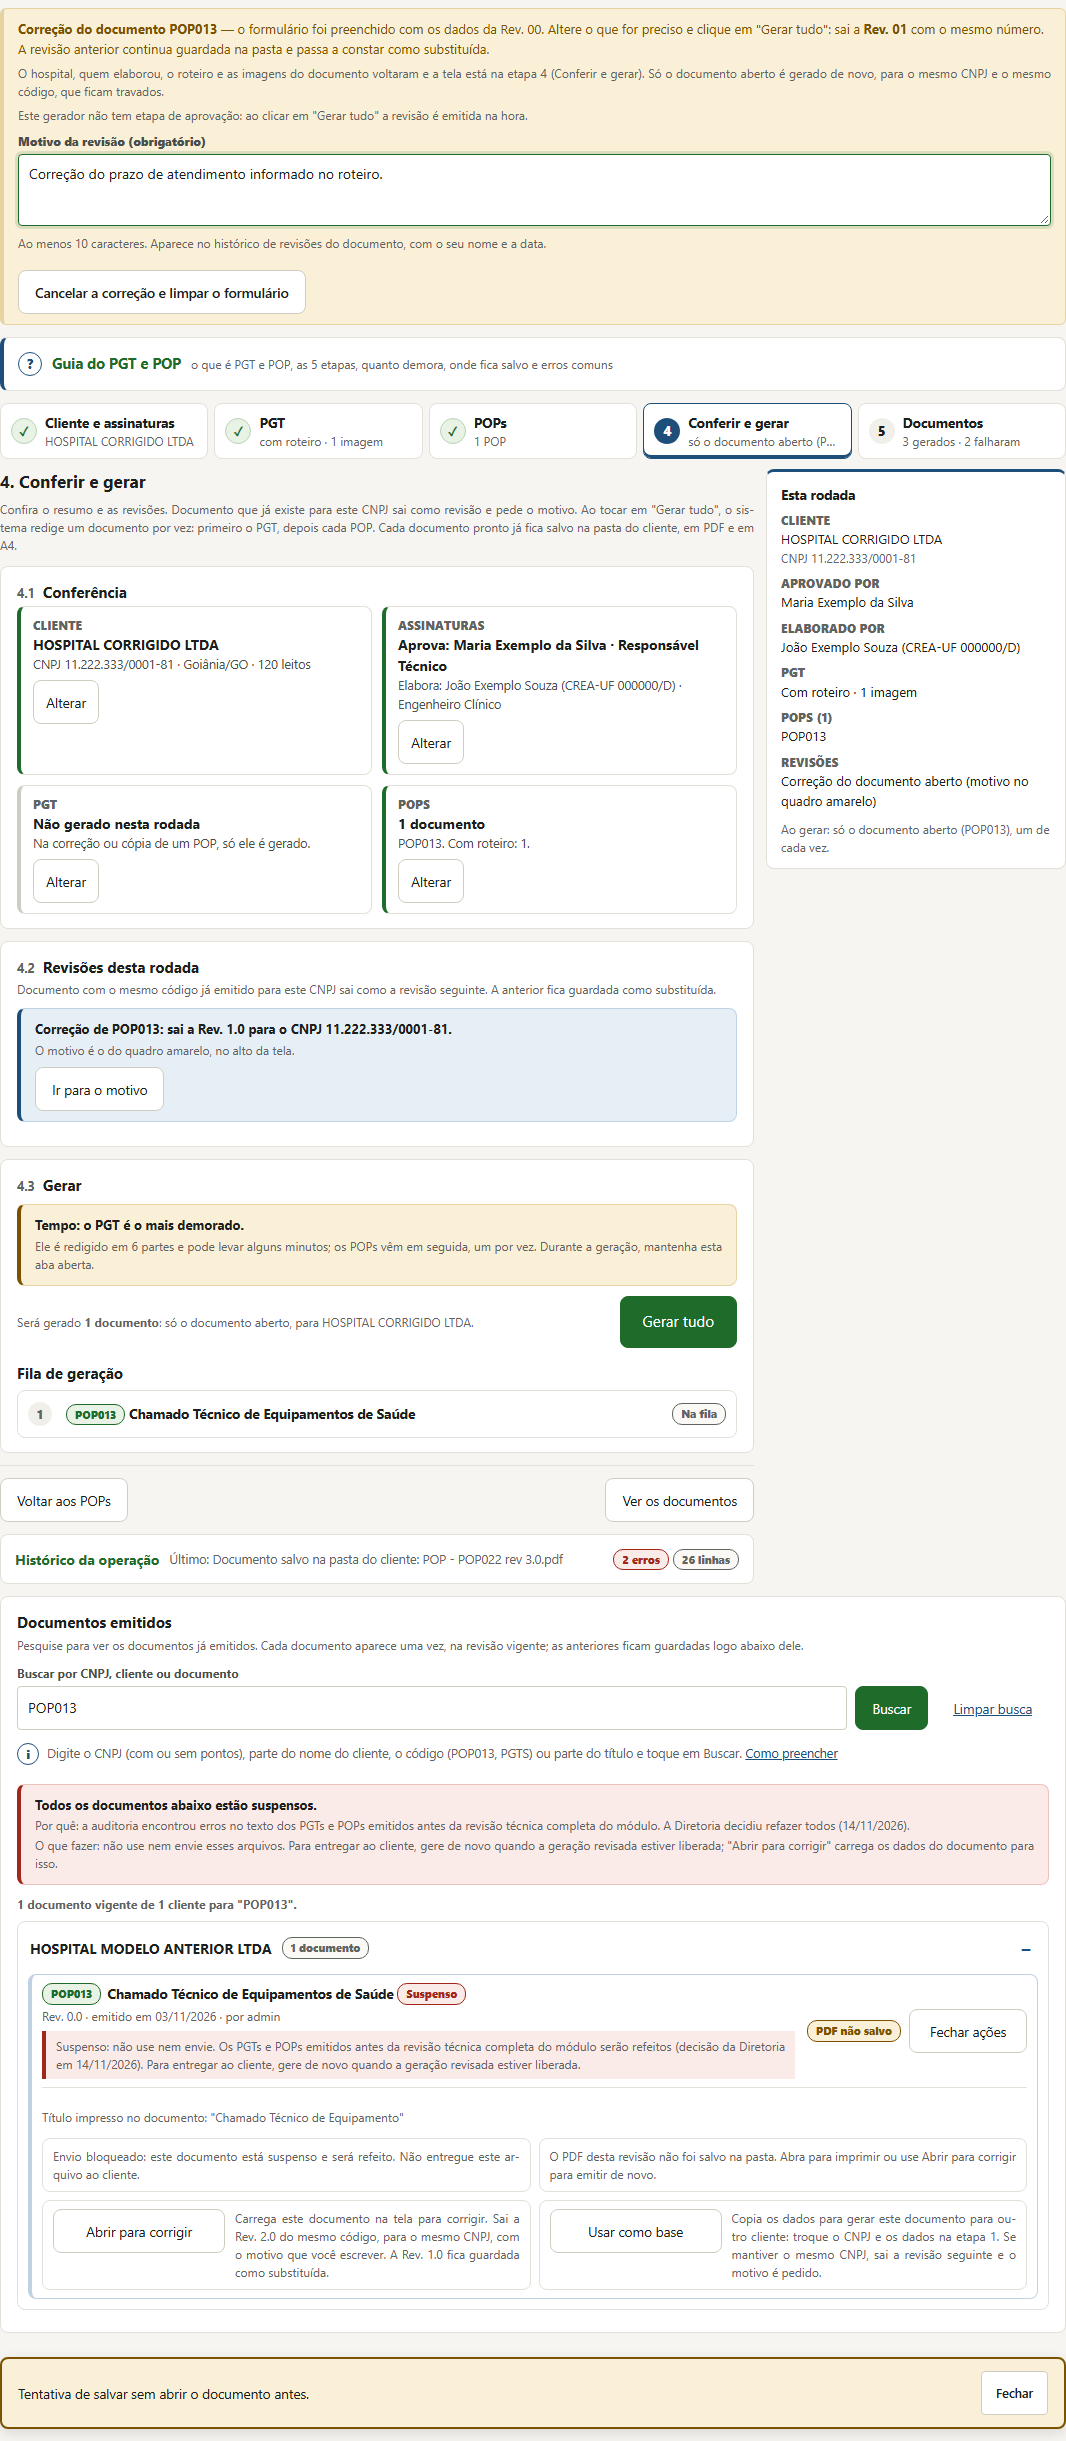 Correção do documento POP013 — o formulário foi preenchido com os dados da Rev. 00. Altere o que for preciso e clique em "Gerar tudo": sai a Rev. 01 com o mesmo número.
A revisão anterior continua guardada na pasta e passa a constar como substituída.
O hospital, quem elaborou, o roteiro e as imagens do documento voltaram e a tela está na etapa 4 (Conferir e gerar). Só o documento aberto é gerado de novo, para o mesmo CNPJ e o mesmo
código, que ficam travados.
Este gerador não tem etapa de aprovação: ao clicar em "Gerar tudo" a revisão é emitida na hora.
Motivo da revisão (obrigatório)
Correção do prazo de atendimento informado no roteiro.
Ao menos 10 caracteres. Aparece no histórico de revisões do documento, com o seu nome e a data.
Cancelar a correção e limpar o formulário
? Guia do PGT e POP o que é PGT e POP, as 5 etapas, quanto demora, onde fica salvo e erros comuns
✓ Cliente e assinaturas
HOSPITAL CORRIGIDO LTDA
✓ PGT
com roteiro · 1 imagem
✓ POPs
1 POP
4 Conferir e gerar
só o documento aberto (P...
5 Documentos
3 gerados · 2 falharam
4. Conferir e gerar
Confira o resumo e as revisões. Documento que já existe para este CNPJ sai como revisão e pede o motivo. Ao tocar em "Gerar tudo", o sis-
tema redige um documento por vez: primeiro o PGT, depois cada POP. Cada documento pronto já fica salvo na pasta do cliente, em PDF e em
A4.
4.1 Conferência
CLIENTE
HOSPITAL CORRIGIDO LTDA
CNPJ 11.222.333/0001-81 · Goiânia/GO · 120 leitos
Alterar
ASSINATURAS
Aprova: Maria Exemplo da Silva · Responsável
Técnico
Elabora: João Exemplo Souza (CREA-UF 000000/D) ·
Engenheiro Clínico
Alterar
PGT
Não gerado nesta rodada
Na correção ou cópia de um POP, só ele é gerado.
Alterar
POPS
1 documento
POP013. Com roteiro: 1.
Alterar
Esta rodada
CLIENTE
HOSPITAL CORRIGIDO LTDA
CNPJ 11.222.333/0001-81
APROVADO POR
Maria Exemplo da Silva
ELABORADO POR
João Exemplo Souza (CREA-UF 000000/D)
PGT
Com roteiro · 1 imagem
POPS (1)
POP013
REVISÕES
Correção do documento aberto (motivo no
quadro amarelo)
Ao gerar: só o documento aberto (POP013), um de
cada vez.
4.2 Revisões desta rodada
Documento com o mesmo código já emitido para este CNPJ sai como a revisão seguinte. A anterior fica guardada como substituída.
Correção de POP013: sai a Rev. 1.0 para o CNPJ 11.222.333/0001-81.
O motivo é o do quadro amarelo, no alto da tela.
Ir para o motivo
4.3 Gerar
Tempo: o PGT é o mais demorado.
Ele é redigido em 6 partes e pode levar alguns minutos; os POPs vêm em seguida, um por vez. Durante a geração, mantenha esta
aba aberta.
Será gerado 1 documento: só o documento aberto, para HOSPITAL CORRIGIDO LTDA.
Gerar tudo
Fila de geração
1 POP013 Chamado Técnico de Equipamentos de Saúde Na fila
Voltar aos POPs
Ver os documentos
Histórico da operação Último: Documento salvo na pasta do cliente: POP - POP022 rev 3.0.pdf 2 erros 26 linhas
Documentos emitidos
Pesquise para ver os documentos já emitidos. Cada documento aparece uma vez, na revisão vigente; as anteriores ficam guardadas logo abaixo dele.
Buscar por CNPJ, cliente ou documento
POP013
Buscar
Limpar busca
i Digite o CNPJ (com ou sem pontos), parte do nome do cliente, o código (POP013, PGTS) ou parte do título e toque em Buscar. Como preencher
Todos os documentos abaixo estão suspensos.
Por quê: a auditoria encontrou erros no texto dos PGTs e POPs emitidos antes da revisão técnica completa do módulo. A Diretoria decidiu refazer todos (14/11/2026).
O que fazer: não use nem envie esses arquivos. Para entregar ao cliente, gere de novo quando a geração revisada estiver liberada; "Abrir para corrigir" carrega os dados do documento para
isso.
1 documento vigente de 1 cliente para "POP013".
HOSPITAL MODELO ANTERIOR LTDA 1 documento −
POP013 Chamado Técnico de Equipamentos de Saúde Suspenso
Rev. 0.0 · emitido em 03/11/2026 · por admin
Suspenso: não use nem envie. Os PGTs e POPs emitidos antes da revisão técnica completa do módulo serão refeitos (decisão da Diretoria
em 14/11/2026). Para entregar ao cliente, gere de novo quando a geração revisada estiver liberada.
PDF não salvo
Fechar ações
Título impresso no documento: "Chamado Técnico de Equipamento"
Envio bloqueado: este documento está suspenso e será refeito. Não entregue este ar-
quivo ao cliente.
O PDF desta revisão não foi salvo na pasta. Abra para imprimir ou use Abrir para corrigir
para emitir de novo.
Abrir para corrigir
Carrega este documento na tela para corrigir. Sai a
Rev. 2.0 do mesmo código, para o mesmo CNPJ, com
o motivo que você escrever. A Rev. 1.0 fica guardada
como substituída.
Usar como base
Copia os dados para gerar este documento para ou-
tro cliente: troque o CNPJ e os dados na etapa 1. Se
mantiver o mesmo CNPJ, sai a revisão seguinte e o
motivo é pedido.
Tentativa de salvar sem abrir o documento antes.
Fechar